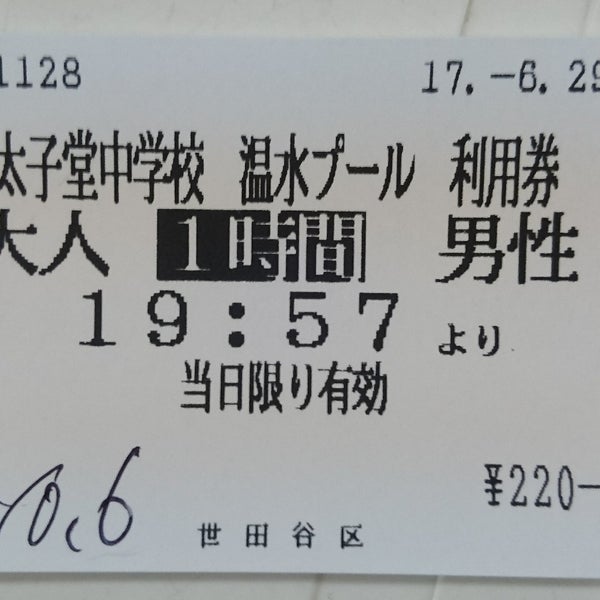 1128 17.-6.29
太子堂中学校 温水プール 利用券
大人 1時間 男性
19:57 より
当日限り有効
0.6 ¥220-
世田谷区